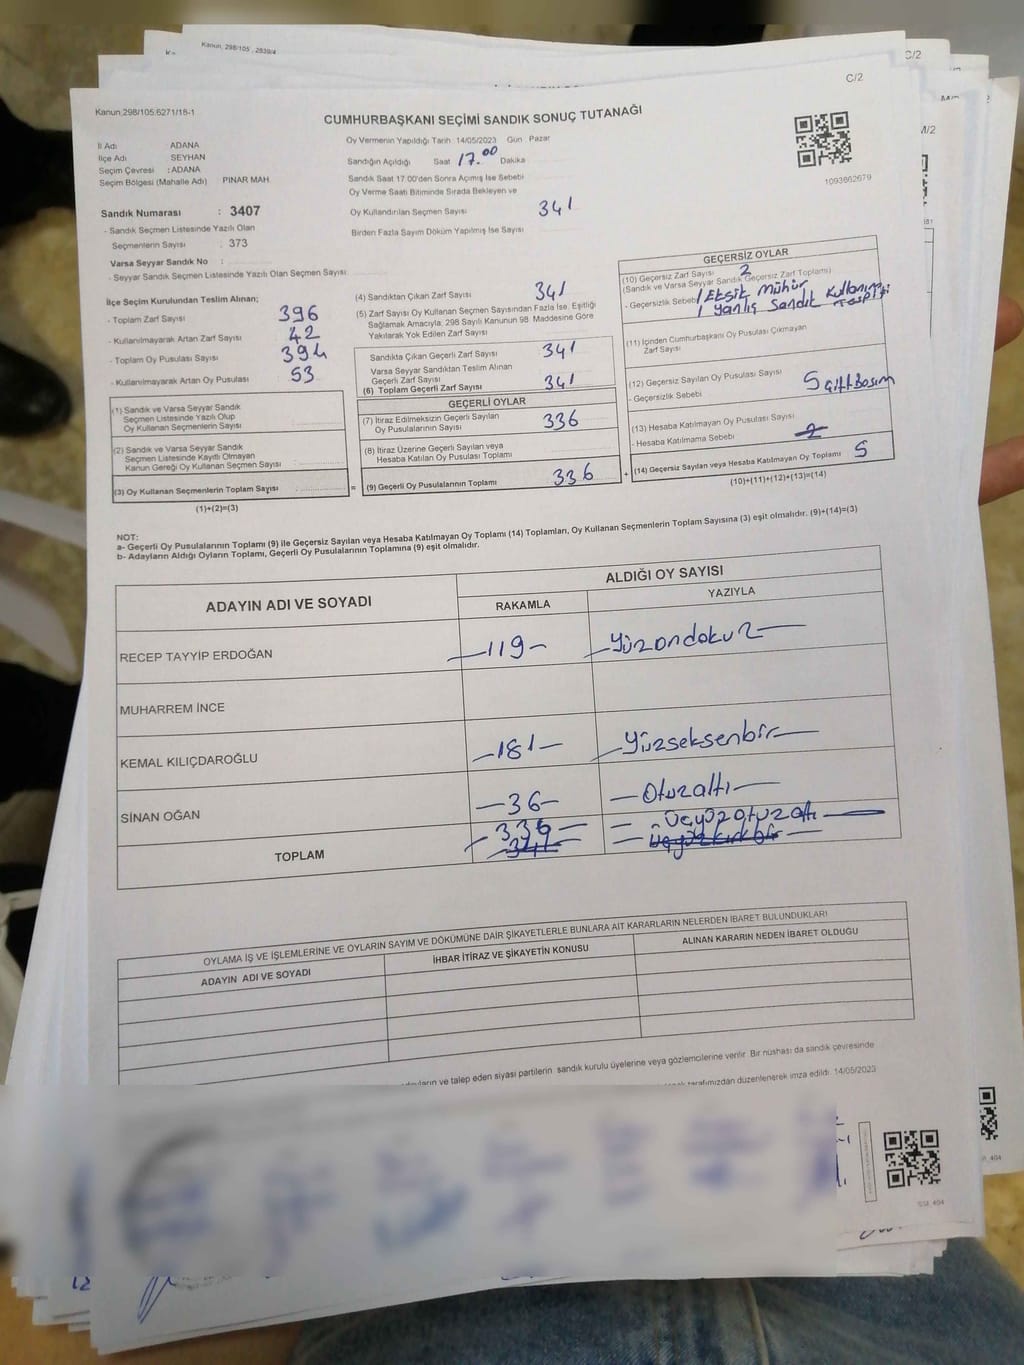 Kanun, 298/105 , 2839/4
C/2
C/2
Kanun,298/105.6271/18-1
CUMHURBAŞKANI SEÇİMİ SANDIK SONUÇ TUTANAĞI
M/2
İl Adı ADANA
İlçe Adı SEYHAN
Seçim Çevresi :ADANA
Seçim Bölgesi (Mahalle Adı) PINAR MAH
Oy Vermenin Yapıldığı Tarih 14/05/2023 Gün Pazar
Sandığın Açıldığı Saat 17.00 Dakika
Sandık Saat 17.00'den Sonra Açımış İse Sebebi
Oy Verme Saati Bitiminde Sırada Bekleyen ve
Oy Kullandırılan Seçmen Sayısı 341
Birden Fazla Sayım Döküm Yapılmış İse Sayısı
1093602679
Sandık Numarası : 3407
- Sandık Seçmen Listesinde Yazılı Olan
Seçmenlerin Sayısı : 373
Varsa Seyyar Sandık No :
- Seyyar Sandık Seçmen Listesinde Yazılı Olan Seçmen Sayısı
İlçe Seçim Kurulundan Teslim Alınan;
- Toplam Zarf Sayısı 396
- Kullanılmayarak Artan Zarf Sayısı 42
- Toplam Oy Pusulası Sayısı 394
- Kullanılmayarak Artan Oy Pusulası 53
(1) Sandık ve Varsa Seyyar Sandık
Seçmen Listesinde Yazılı Olup
Oy Kullanan Seçmenlerin Sayısı
(2) Sandık ve Varsa Seyyar Sandık
Seçmen Listesinde Kayıtlı Olmayan
Kanun Gereği Oy Kullanan Seçmen Sayısı
(3) Oy Kullanan Seçmenlerin Toplam Sayısı
(1)+(2)=(3)
(4) Sandıktan Çıkan Zarf Sayısı 341
(5) Zarf Sayısı Oy Kullanan Seçmen Sayısından Fazla İse, Eşitliği
Sağlamak Amacıyla, 298 Sayılı Kanunun 98. Maddesine Göre
Yakılarak Yok Edilen Zarf Sayısı
Sandıkta Çıkan Geçerli Zarf Sayısı 341
Varsa Seyyar Sandıktan Teslim Alınan
Geçerli Zarf Sayısı
(6) Toplam Geçerli Zarf Sayısı 341
GEÇERLİ OYLAR
(7) İtiraz Edilmeksizin Geçerli Sayılan
Oy Pusulalarının Sayısı 336
(8) İtiraz Üzerine Geçerli Sayılan veya
Hesaba Katılan Oy Pusulası Toplamı
= (9) Geçerli Oy Pusulalarının Toplamı 336 +
GEÇERSİZ OYLAR
(10) Geçersiz Zarf Sayısı 2
(Sandık ve Varsa Seyyar Sandık Geçersiz Zarf Toplamı)
- Geçersizlik Sebebi 1 Eksik Mühür
1 Yanlış Sandık Kullanım Tespiti
(11) İçinden Cumhurbaşkanı Oy Pusulası Çıkmayan
Zarf Sayısı
(12) Geçersiz Sayılan Oy Pusulası Sayısı 5 çift Basım
- Geçersizlik Sebebi
(13) Hesaba Katılmayan Oy Pusulası Sayısı
- Hesaba Katılmama Sebebi 2
(14) Geçersiz Sayılan veya Hesaba Katılmayan Oy Toplamı 5
(10)+(11)+(12)+(13)=(14)
NOT:
a- Geçerli Oy Pusulalarının Toplamı (9) ile Geçersiz Sayılan veya Hesaba Katılmayan Oy Toplamı (14) Toplamları, Oy Kullanan Seçmenlerin Toplam Sayısına (3) eşit olmalıdır. (9)+(14)=(3)
b- Adayların Aldığı Oyların Toplamı, Geçerli Oy Pusulalarının Toplamına (9) eşit olmalıdır.
ADAYIN ADI VE SOYADI ALDIĞI OY SAYISI
RAKAMLA YAZIYLA
RECEP TAYYİP ERDOĞAN -119- Yüzondokuz
MUHARREM İNCE
KEMAL KILIÇDAROĞLU -181- Yüzseksenbir
SİNAN OĞAN -36- Otuzaltı
TOPLAM 336 Üçyüzotuzaltı
341 Üçyüzkırkbir
OYLAMA İŞ VE İŞLEMLERİNE VE OYLARIN SAYIM VE DÖKÜMÜNE DAİR ŞİKAYETLERLE BUNLARA AİT KARARLARIN NELERDEN İBARET BULUNDUKLARI
ADAYIN ADI VE SOYADI İHBAR İTİRAZ VE ŞİKAYETİN KONUSU ALINAN KARARIN NEDEN İBARET OLDUĞU
ve talep eden siyasi partilerin sandık kurulu üyelerine veya gözlemcilerine verilir. Bir nüshası da sandık çevresinde
tarafımızdan düzenlenerek imza edildi. 14/05/2023